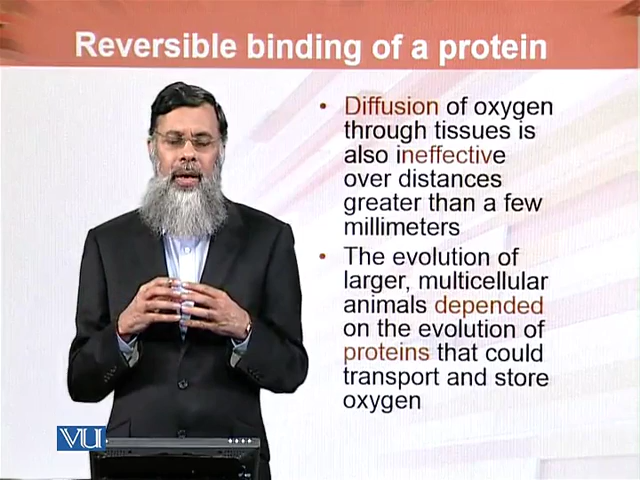 Reversible binding of a protein
• Diffusion of oxygen
through tissues is
also ineffective
over distances
greater than a few
millimeters
• The evolution of
larger, multicellular
animals depended
on the evolution of
proteins that could
transport and store
oxygen
VU